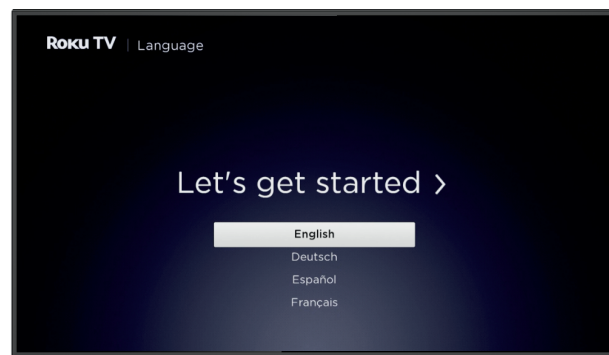 Roku TV | Language
Let's get started >
English
Deutsch
Español
Français